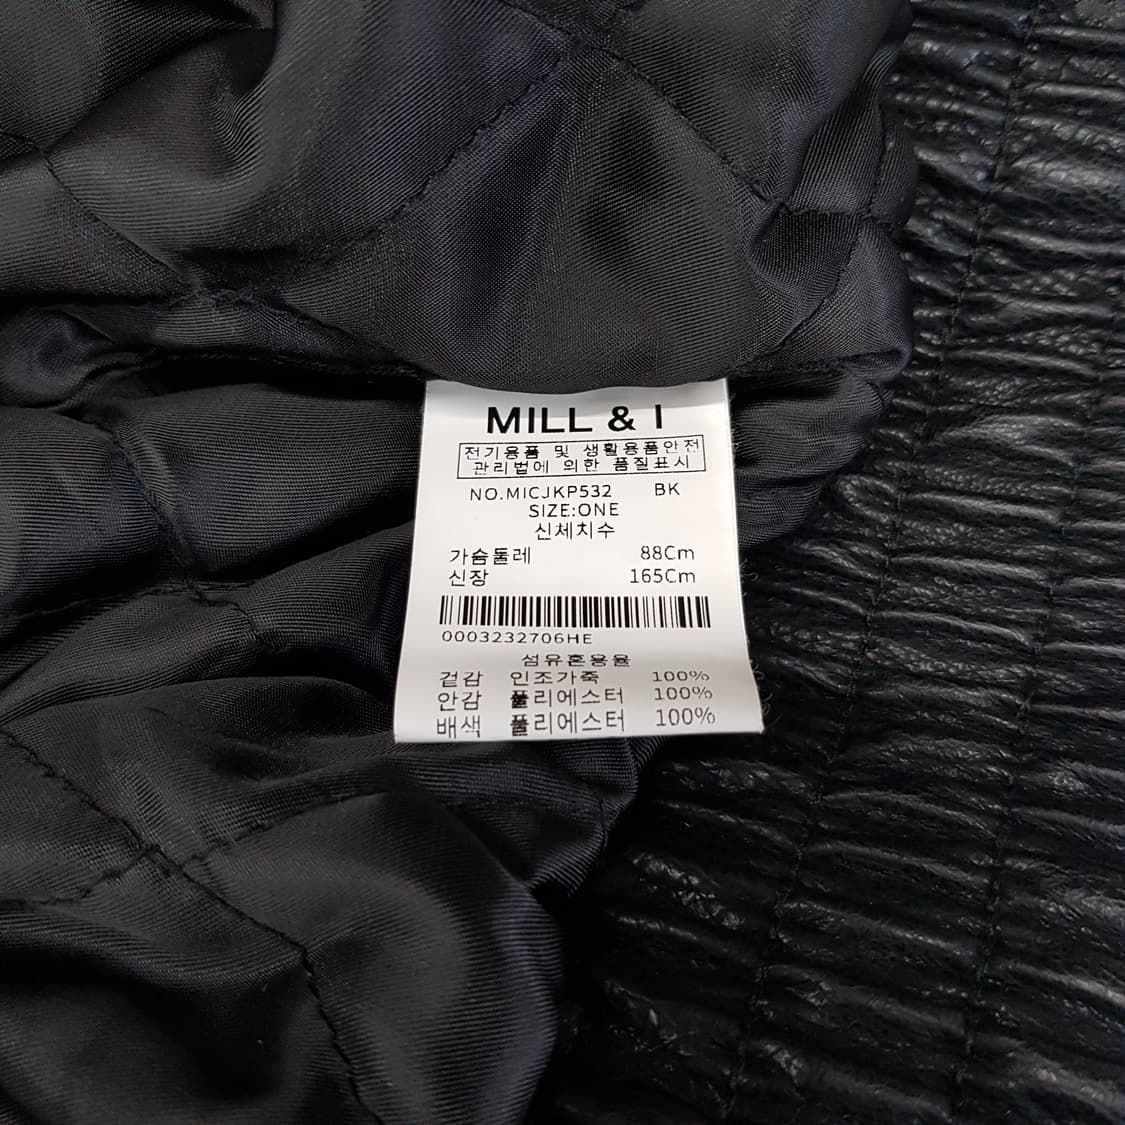 MILL & I
전기용품 및 생활용품안전
관리법에 의한 품질표시
NO.MICJKP532 BK
SIZE:ONE
신체치수
가슴둘레 88Cm
신장 165Cm
0003232706HE
섬유혼용율
겉감 인조가죽 100%
안감 폴리에스터 100%
배색 폴리에스터 100%